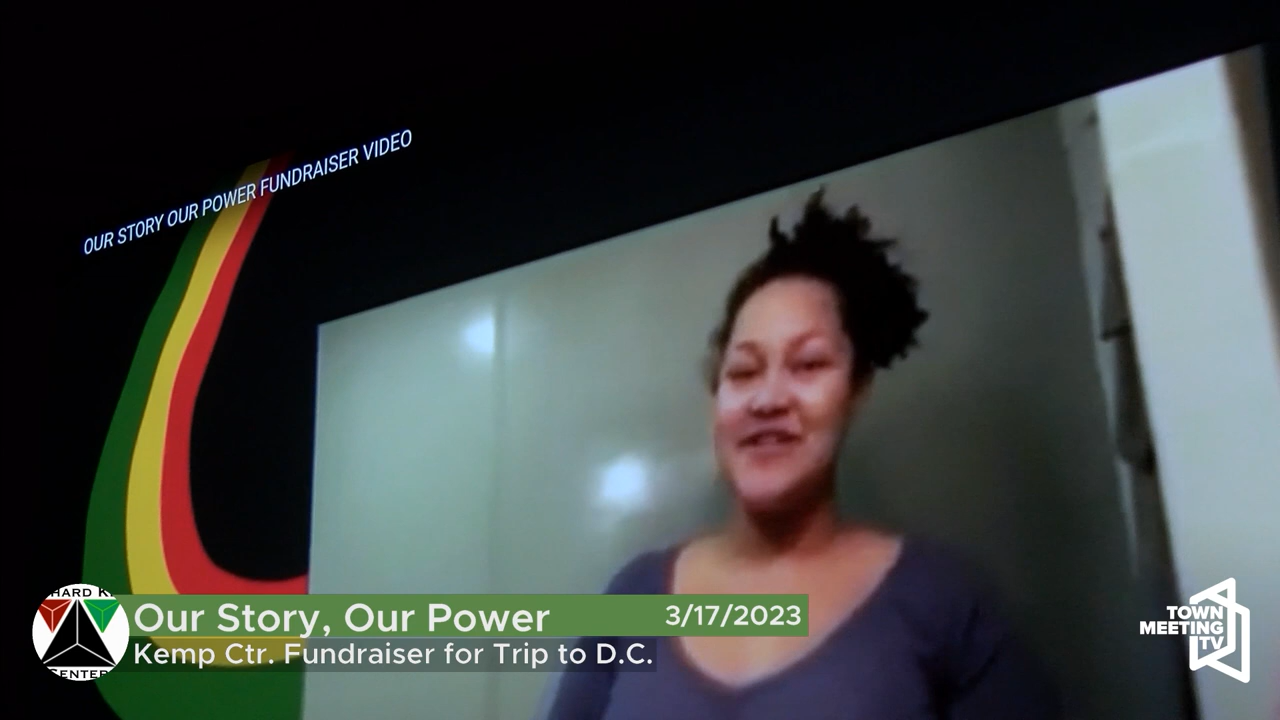 OUR STORY OUR POWER FUNDRAISER VIDEO
Our Story, Our Power
3/17/2023
Kemp Ctr. Fundraiser for Trip to D.C.
TOWN
MEETING
TV